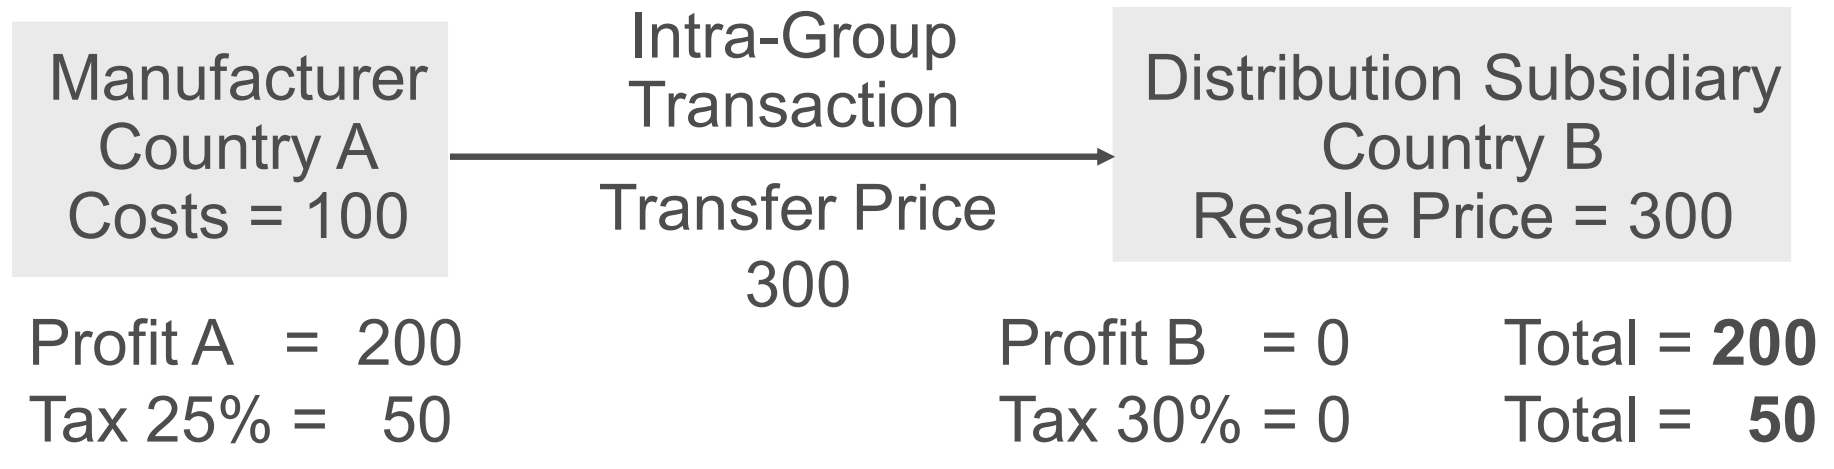 Manufacturer
Country A
Costs = 100
Intra-Group
Transaction
Transfer Price
300
Distribution Subsidiary
Country B
Resale Price = 300
Profit A = 200
Tax 25% = 50
Profit B = 0
Tax 30% = 0
Total = 200
Total = 50